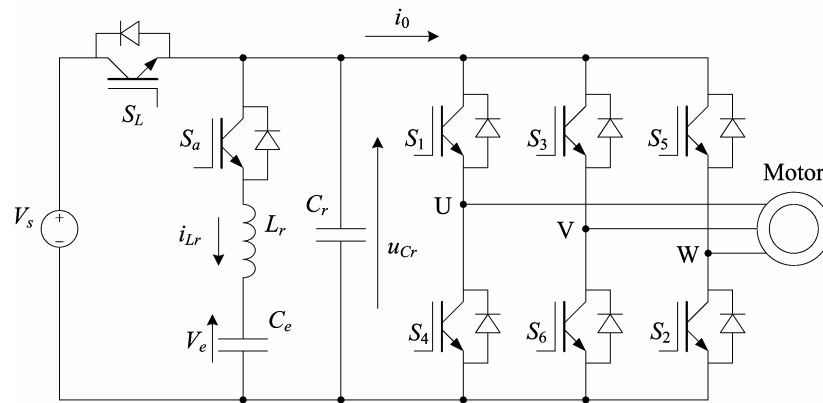 i0
SL
Sa
S1
S3
S5
Motor
Vs
+
−
Cr
U
iLr
Lr
uCr
V
W
Ve
Ce
S4
S6
S2